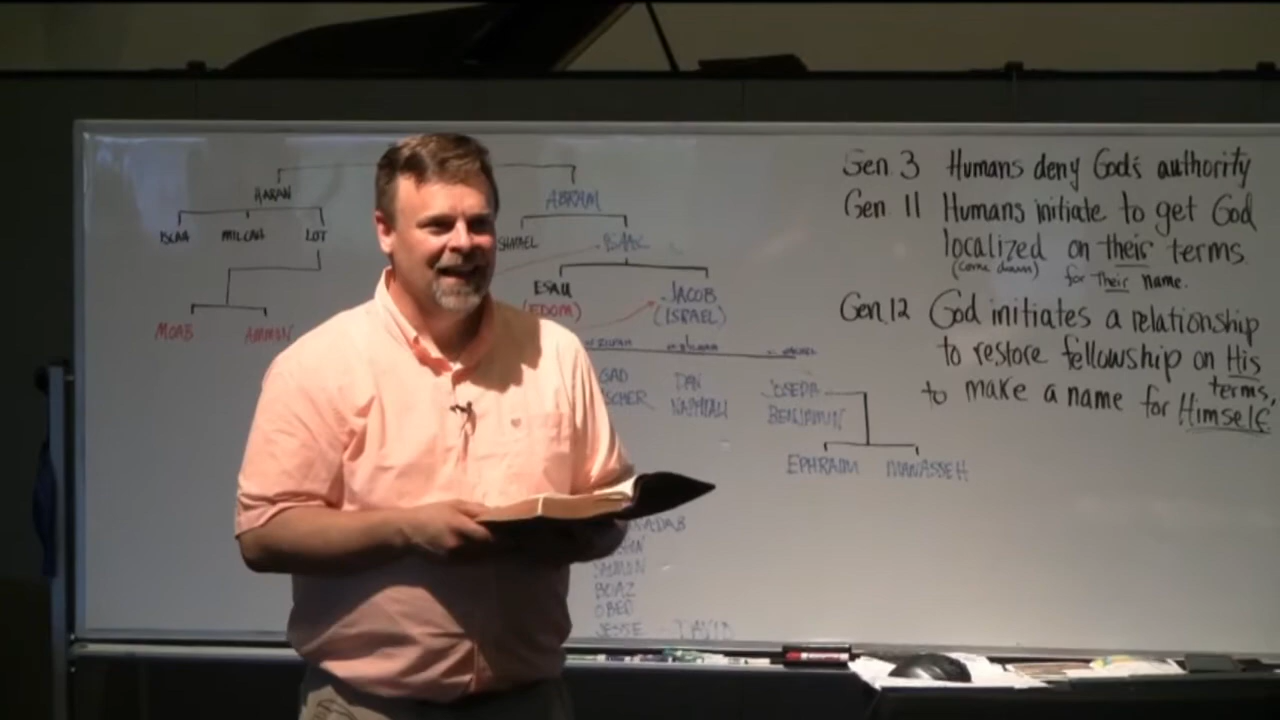 HARAN
ABRAM
ISCAA MILCAH LOT
ISHMAEL ISAAC
ESAU
(EDOM)
JACOB
(ISRAEL)
MOAB AMMON
GAD DAN JOSEPH
ASCHER NAPHTALI BENJAMIN
EPHRAIM MANASSEH
NADAB
SALMON
BOAZ
OBED
JESSE - DAVID
Gen. 3 Humans deny God's authority
Gen 11 Humans initiate to get God
localized on their terms.
(come down) for Their name.
Gen. 12 God initiates a relationship
to restore fellowship on His
terms,
to make a name for Himself